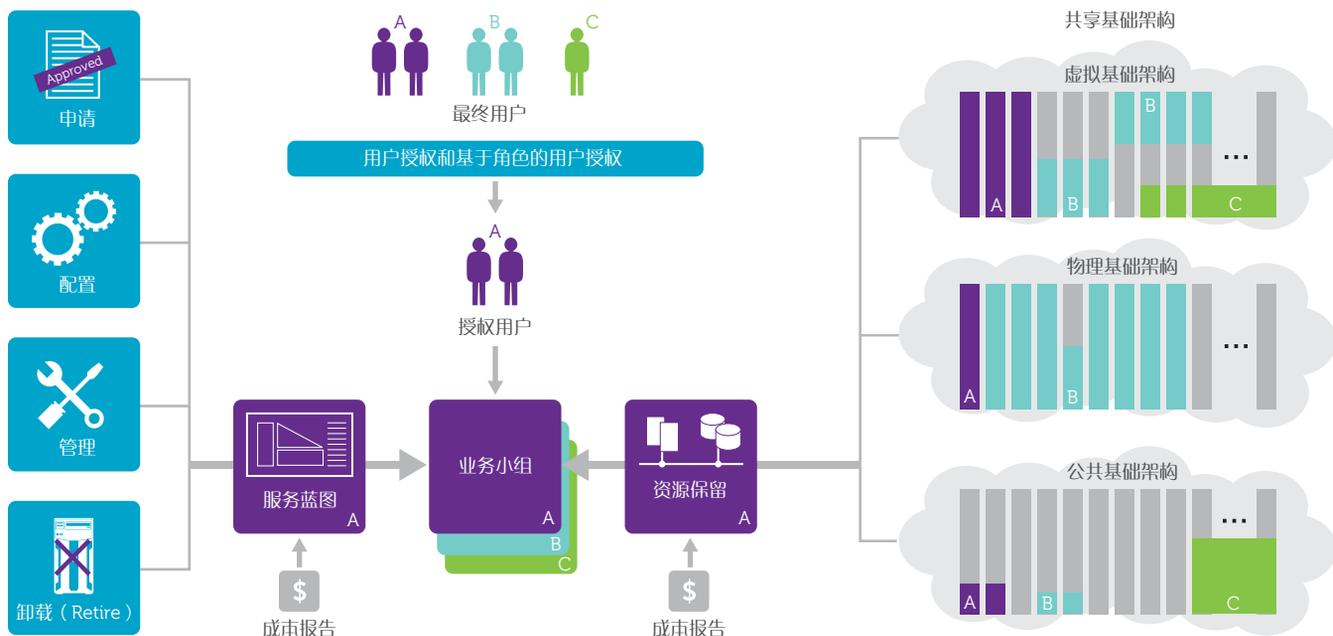 Approved
申请
配置
管理
卸载（Retire）
A
B
C
最终用户
用户授权和基于角色的用户授权
A
授权用户
服务蓝图
A
业务小组
A
B
C
资源保留
A
$
成本报告
$
成本报告
共享基础架构
虚拟基础架构
A
B
B
...
C
物理基础架构
A
B
...
公共基础架构
A
B
...
C